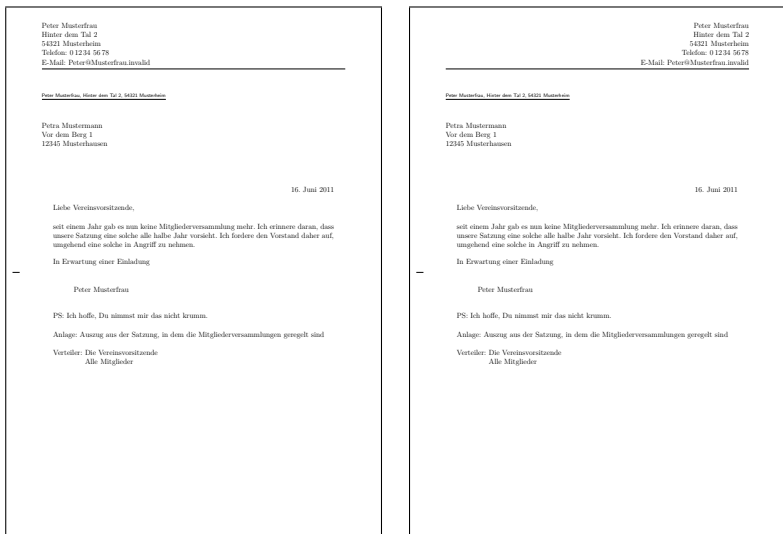 Peter Musterfrau
Hinter dem Tal 2
54321 Musterheim
Telefon: 0 12 34 56 78
E-Mail: Peter@Musterfrau.invalid
Peter Musterfrau, Hinter dem Tal 2, 54321 Musterheim
Petra Mustermann
Vor dem Berg 1
12345 Musterhausen
16. Juni 2011
Liebe Vereinsvorsitzende,
seit einem Jahr gab es nun keine Mitgliederversammlung mehr. Ich erinnere daran, dass
unsere Satzung eine solche alle halbe Jahr vorsieht. Ich fordere den Vorstand daher auf,
umgehend eine solche in Angriff zu nehmen.
In Erwartung einer Einladung
Peter Musterfrau
PS: Ich hoffe, Du nimmst mir das nicht krumm.
Anlage: Auszug aus der Satzung, in dem die Mitgliederversammlungen geregelt sind
Verteiler: Die Vereinsvorsitzende
Alle Mitglieder
Peter Musterfrau
Hinter dem Tal 2
54321 Musterheim
Telefon: 0 12 34 56 78
E-Mail: Peter@Musterfrau.invalid
Peter Musterfrau, Hinter dem Tal 2, 54321 Musterheim
Petra Mustermann
Vor dem Berg 1
12345 Musterhausen
16. Juni 2011
Liebe Vereinsvorsitzende,
seit einem Jahr gab es nun keine Mitgliederversammlung mehr. Ich erinnere daran, dass
unsere Satzung eine solche alle halbe Jahr vorsieht. Ich fordere den Vorstand daher auf,
umgehend eine solche in Angriff zu nehmen.
In Erwartung einer Einladung
Peter Musterfrau
PS: Ich hoffe, Du nimmst mir das nicht krumm.
Anlage: Auszug aus der Satzung, in dem die Mitgliederversammlungen geregelt sind
Verteiler: Die Vereinsvorsitzende
Alle Mitglieder